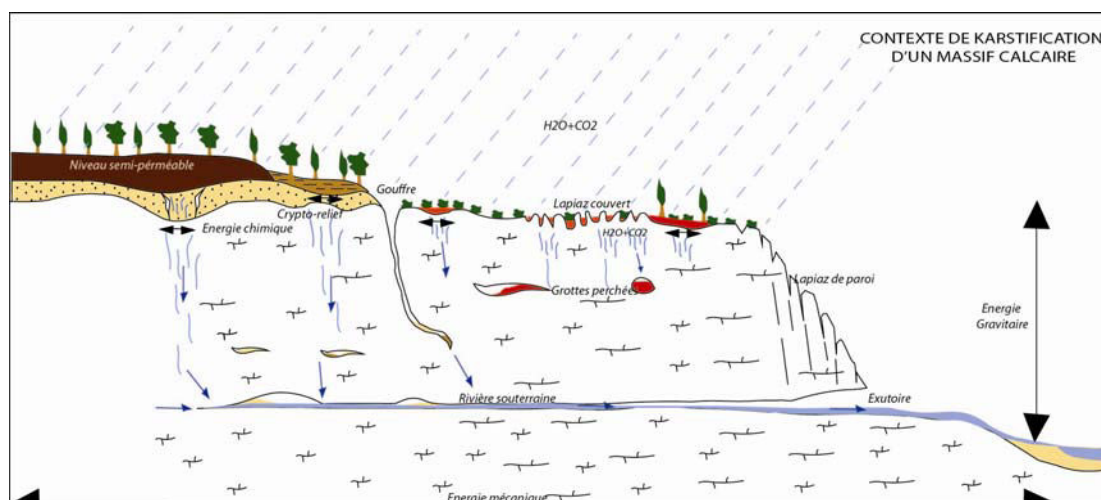 CONTEXTE DE KARSTIFICATION
D'UN MASSIF CALCAIRE
H2O+CO2
Niveau semi-pérméable
Gouffre
Crypto-relief
Lapiaz couvert
Energie chimique
H2O+CO2
Lapiaz de paroi
Grottes perchées
Energie
Gravitaire
Rivière souterraine
Exutoire
Energie mécanique